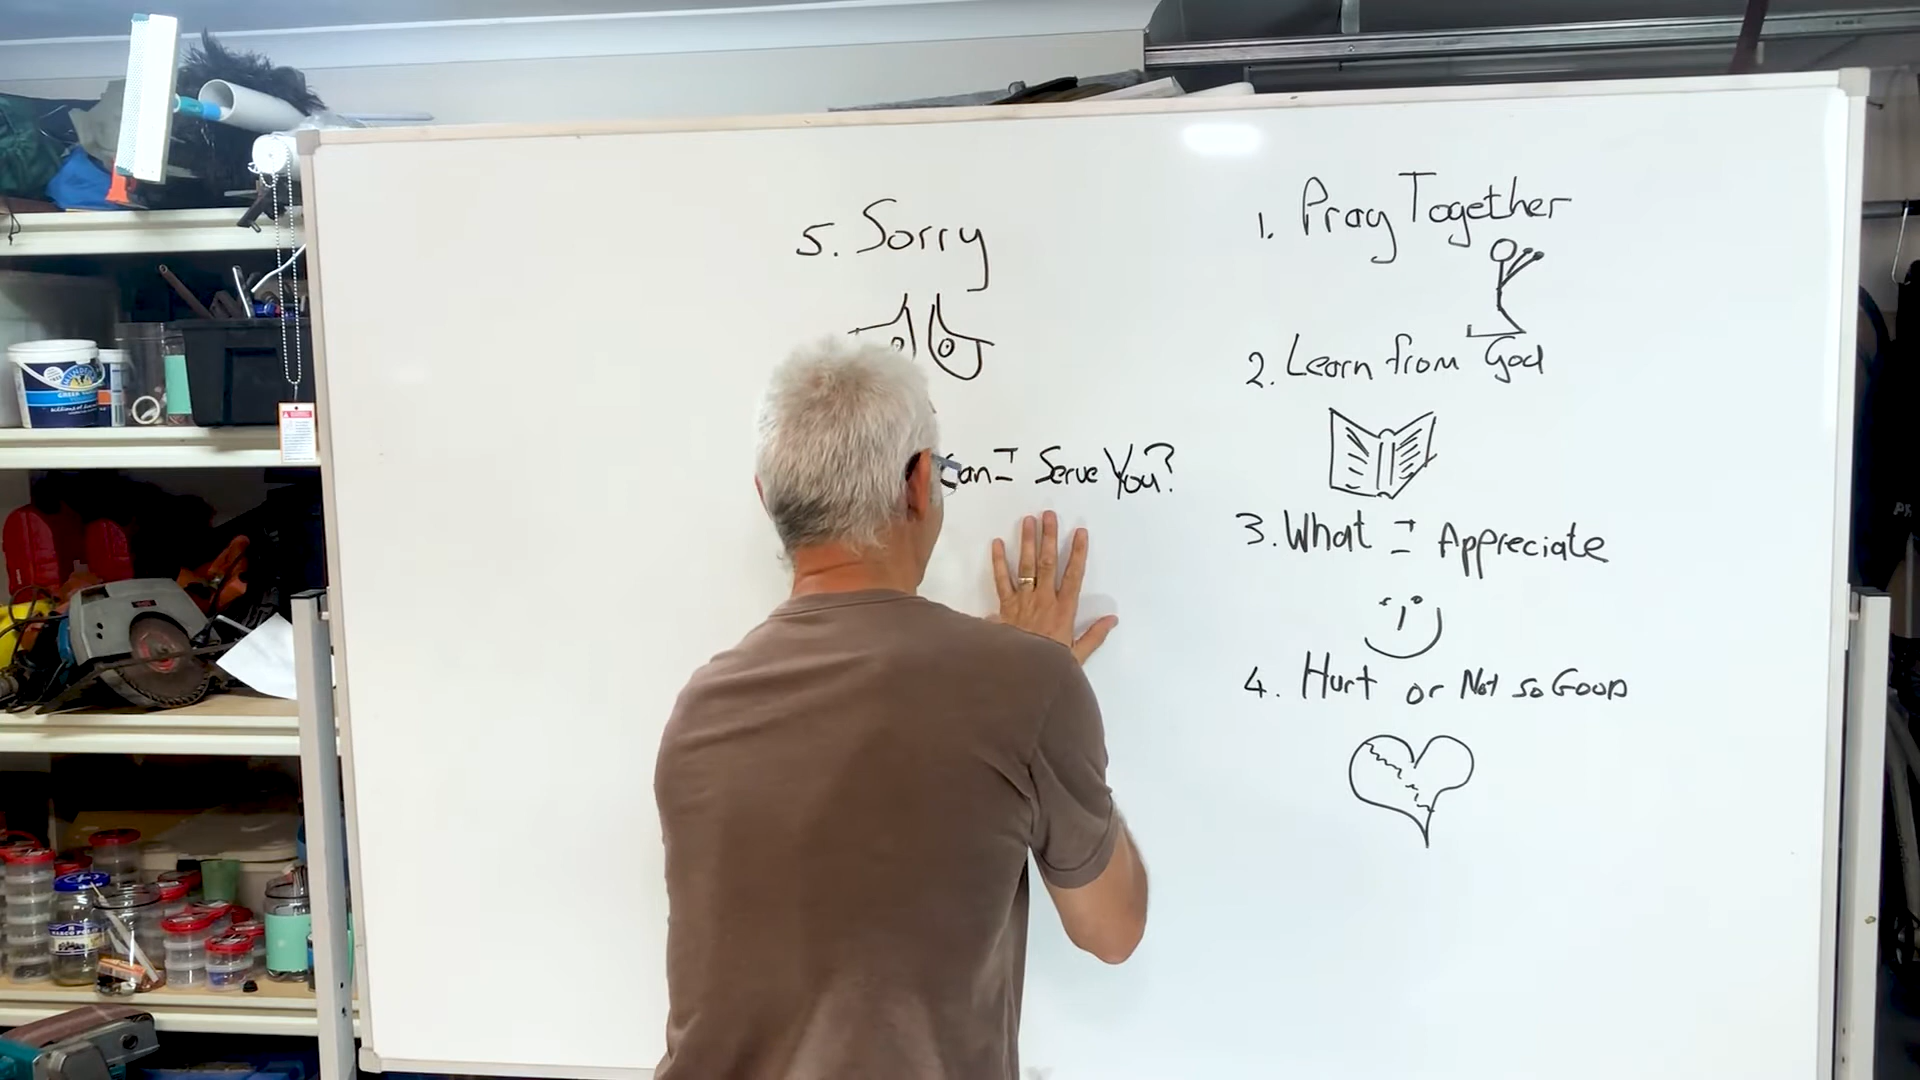 1. Pray Together
2. Learn from God
3. What I Appreciate
4. Hurt or Not so Good
5. Sorry
can I Serve You?